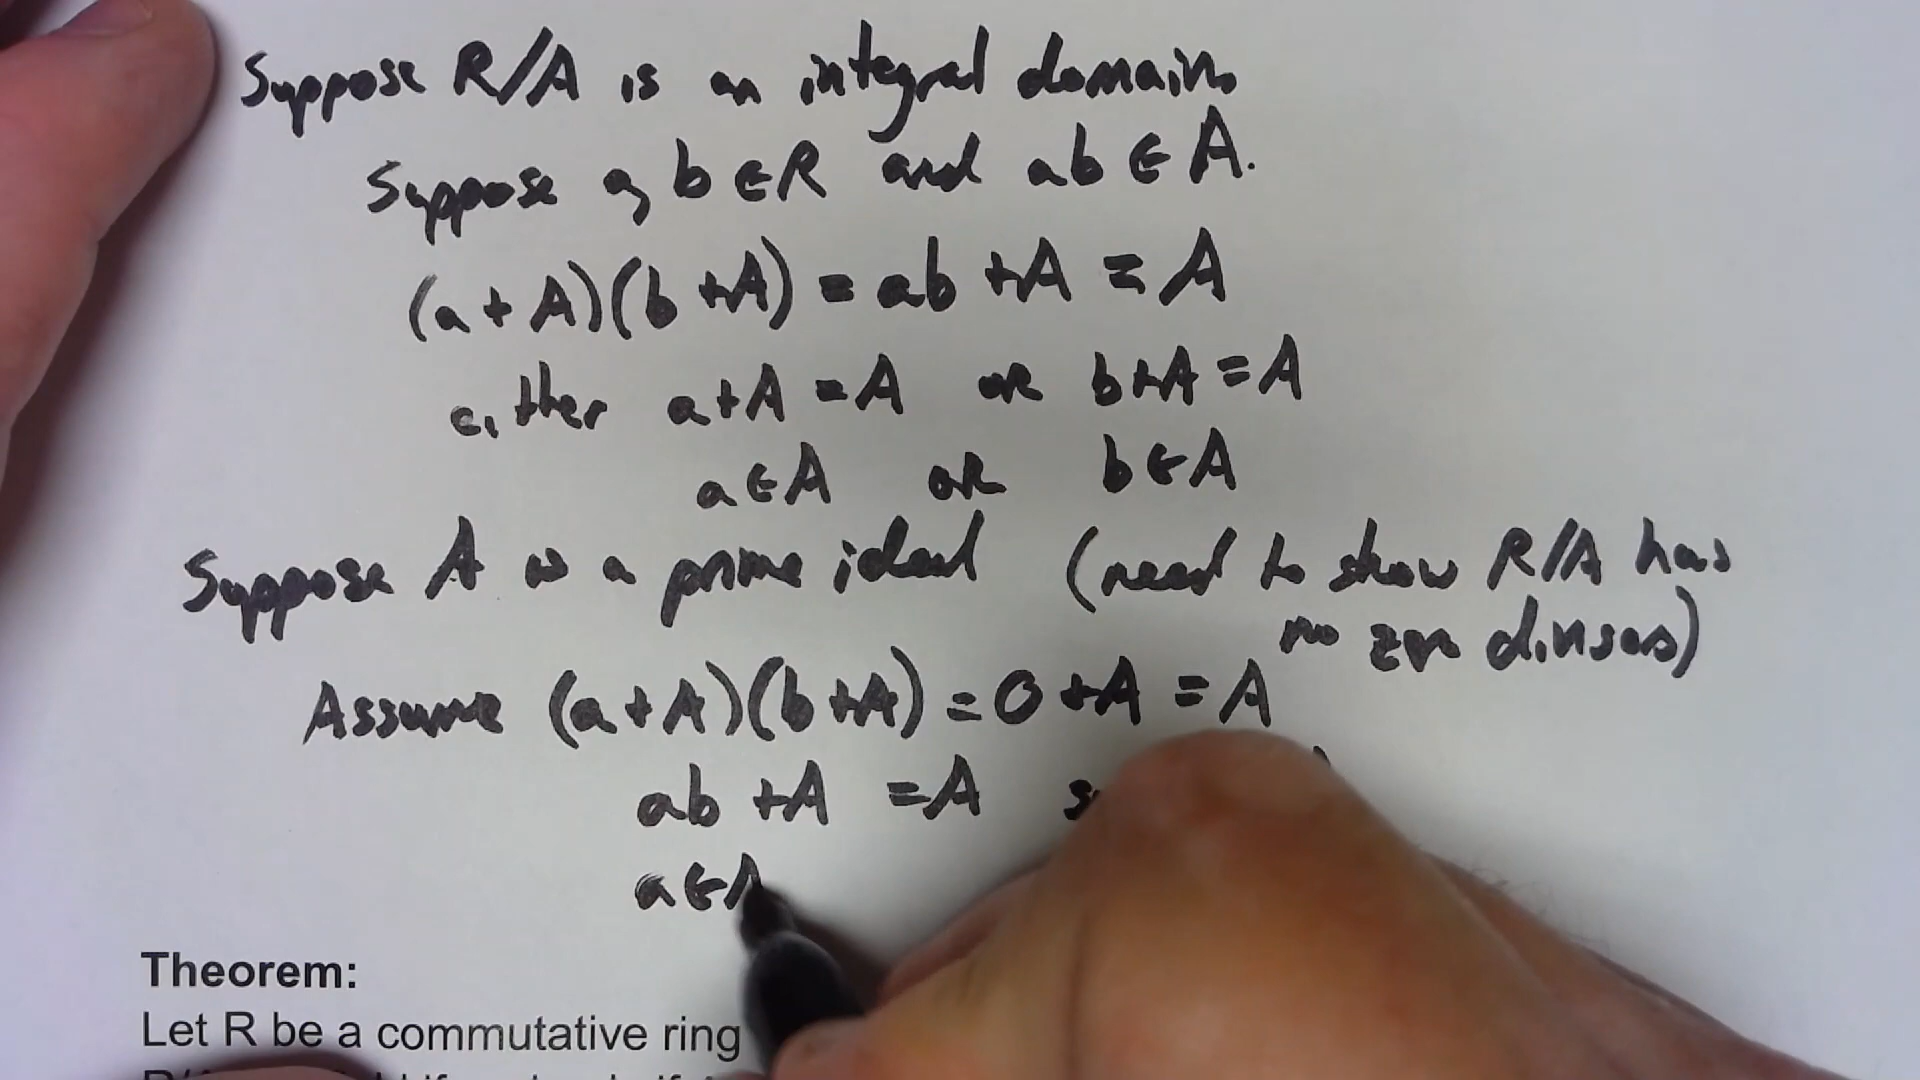 Suppose R/A is an integral domain.
Suppose a, b ∈ R and ab ∈ A.
(a + A)(b + A) = ab + A = A
either a + A = A or b + A = A
a ∈ A or b ∈ A
Suppose A is a prime ideal (need to show R/A has
no zero divisors)
Assume (a + A)(b + A) = 0 + A = A
ab + A = A
a ∈ A
Theorem:
Let R be a commutative ring